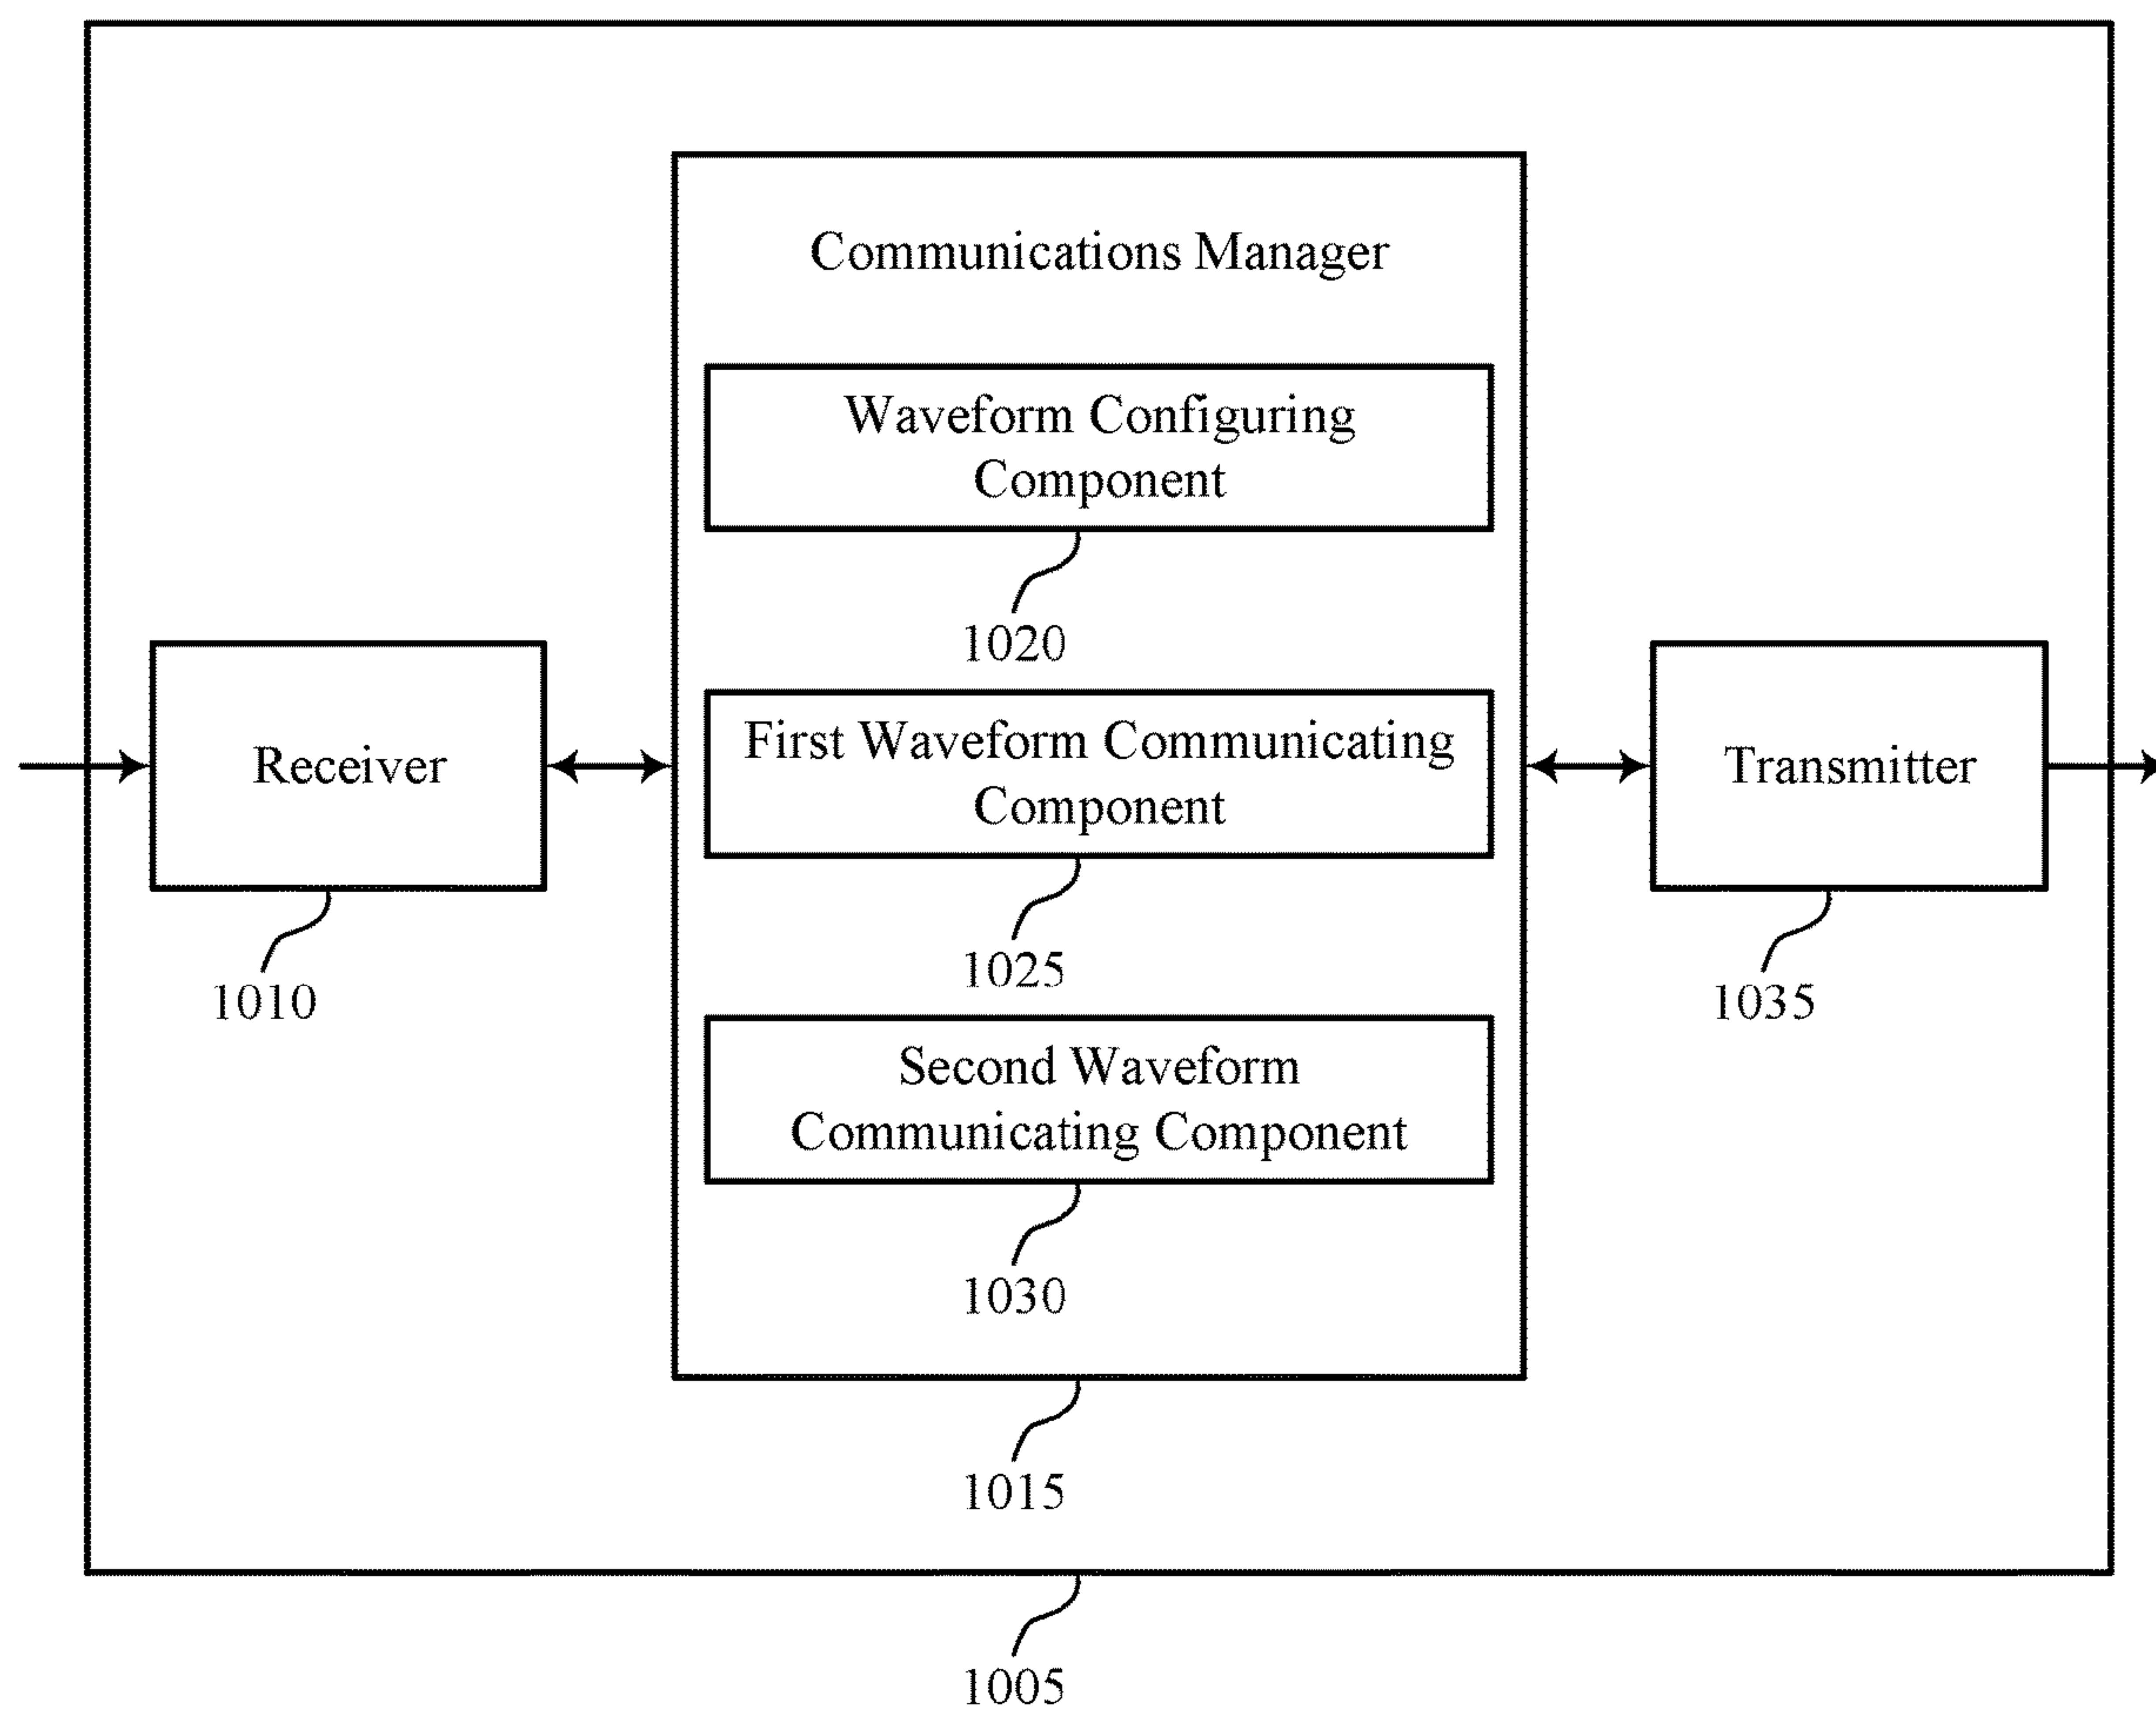 Communications Manager
Waveform Configuring
Component
1020
First Waveform Communicating
Component
1025
Second Waveform
Communicating Component
1030
1015
Receiver
1010
Transmitter
1035
1005